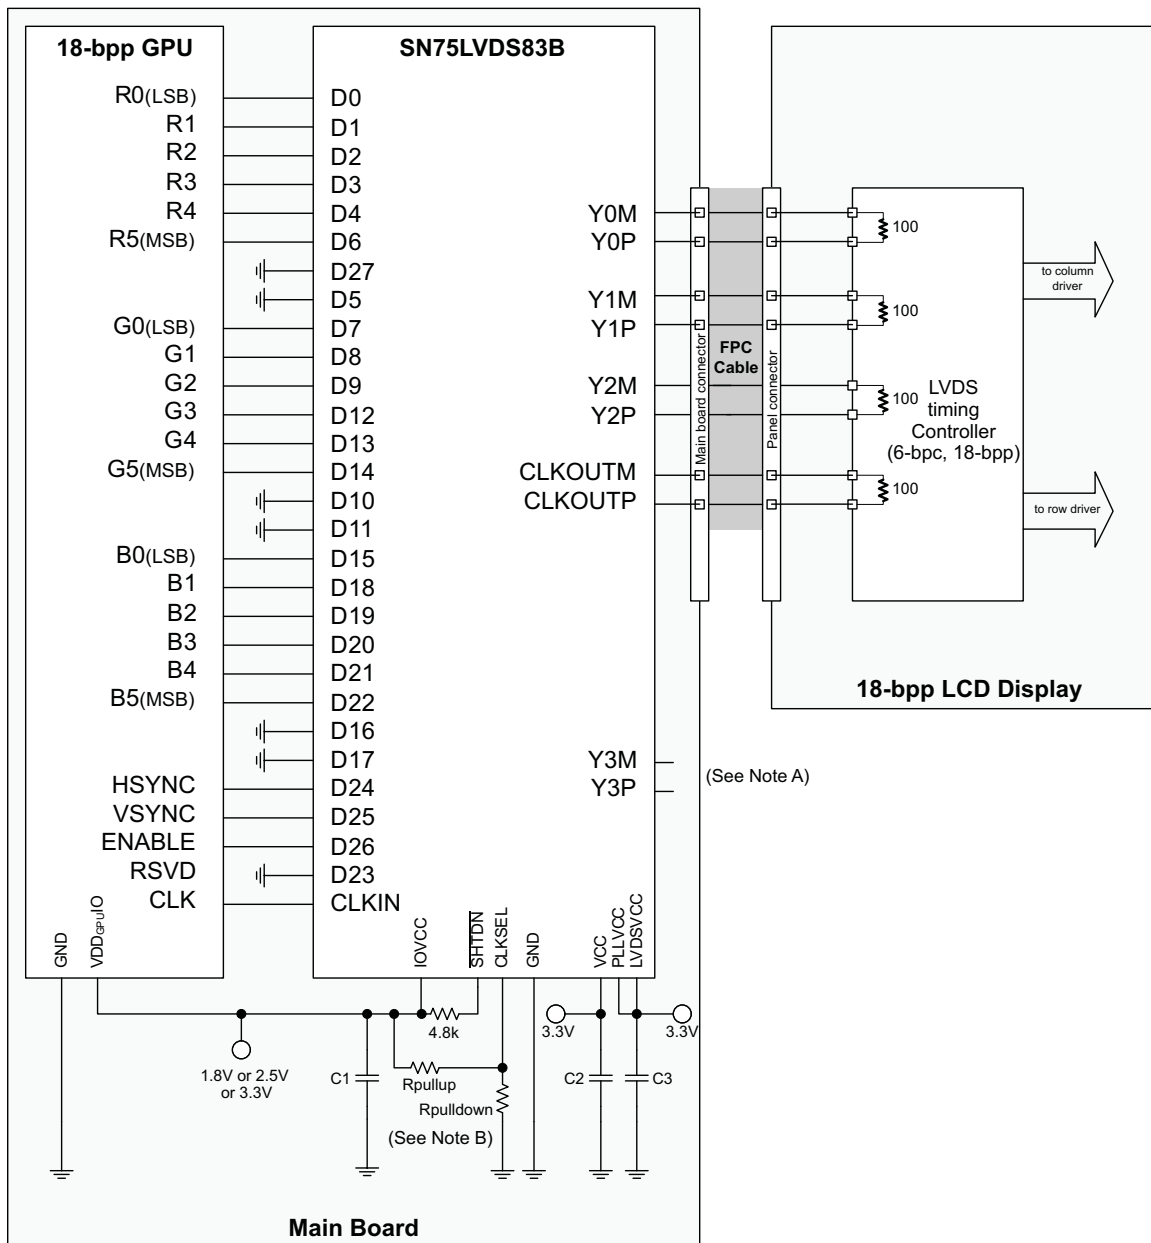 18-bpp GPU
SN75LVDS83B
R0(LSB)
D0
R1
D1
R2
D2
R3
D3
R4
D4
R5(MSB)
D6
D27
D5
G0(LSB)
D7
G1
D8
G2
D9
G3
D12
G4
D13
G5(MSB)
D14
D10
D11
B0(LSB)
D15
B1
D18
B2
D19
B3
D20
B4
D21
B5(MSB)
D22
D16
D17
HSYNC
D24
VSYNC
D25
ENABLE
D26
RSVD
D23
CLK
CLKIN
Y0M
Y0P
Y1M
Y1P
Y2M
Y2P
CLKOUTM
CLKOUTP
Y3M
Y3P
(See Note A)
Main board connector
FPC
Cable
Panel connector
100
100
100
100
LVDS
timing
Controller
(6-bpc, 18-bpp)
to column
driver
to row driver
18-bpp LCD Display
GND
VDDGPUIO
IOVCC
SHTDN
CLKSEL
GND
VCC
PLLVCC
LVDSVCC
4.8k
3.3V
3.3V
1.8V or 2.5V
or 3.3V
C1
Rpullup
Rpulldown
(See Note B)
C2
C3
Main Board